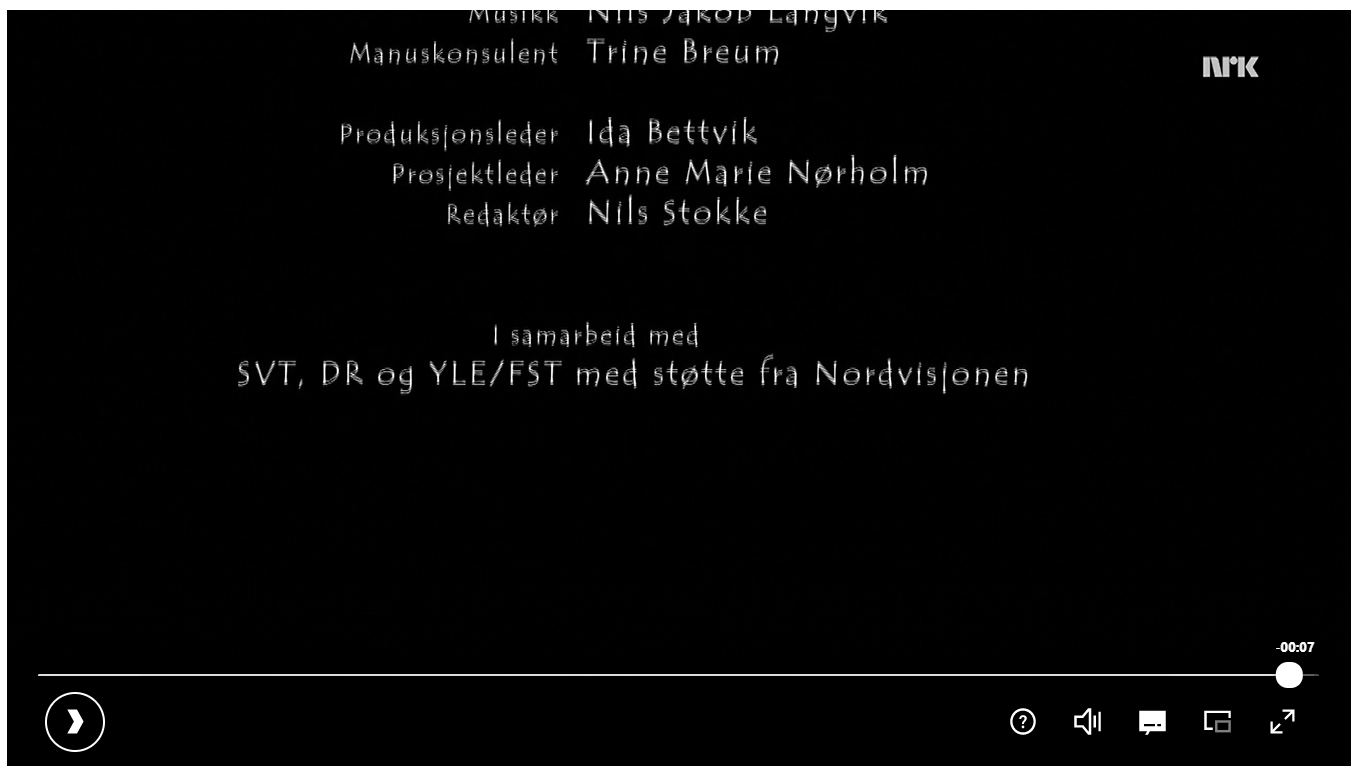 Musikk Nils Jakob Langvik
Manuskonsulent Trine Breum
nrk
Produksjonsleder Ida Bettvik
Prosjektleder Anne Marie Nørholm
Redaktør Nils Stokke
I samarbeid med
SVT, DR og YLE/FST med støtte fra Nordvisjonen
-00:07
?